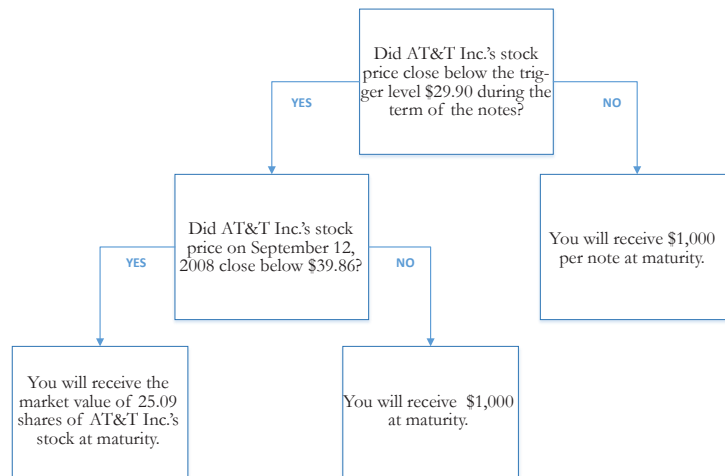 Did AT&T Inc.'s stock
price close below the trig-
ger level $29.90 during the
term of the notes?
YES
NO
Did AT&T Inc.'s stock
price on September 12,
2008 close below $39.86?
You will receive $1,000
per note at maturity.
YES
NO
You will receive the
market value of 25.09
shares of AT&T Inc.'s
stock at maturity.
You will receive $1,000
at maturity.